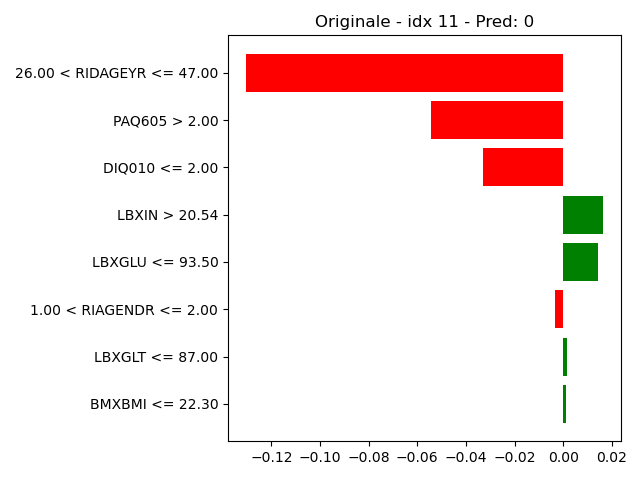 Originale - idx 11 - Pred: 0
26.00 < RIDAGEYR <= 47.00
PAQ605 > 2.00
DIQ010 <= 2.00
LBXIN > 20.54
LBXGLU <= 93.50
1.00 < RIAGENDR <= 2.00
LBXGLT <= 87.00
BMXBMI <= 22.30
−0.12 −0.10 −0.08 −0.06 −0.04 −0.02 0.00 0.02